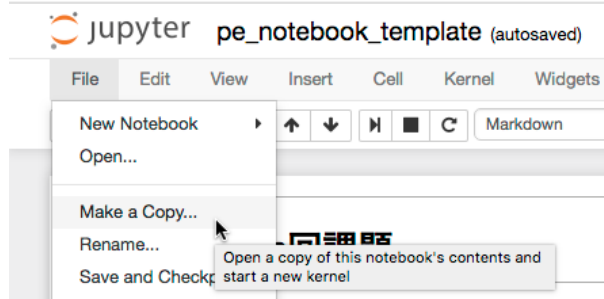 jupyter pe_notebook_template (autosaved)
File Edit View Insert Cell Kernel Widgets
New Notebook
Markdown
Open...
Make a Copy...
Rename...
回課題
Open a copy of this notebook's contents and
start a new kernel
Save and Checkp